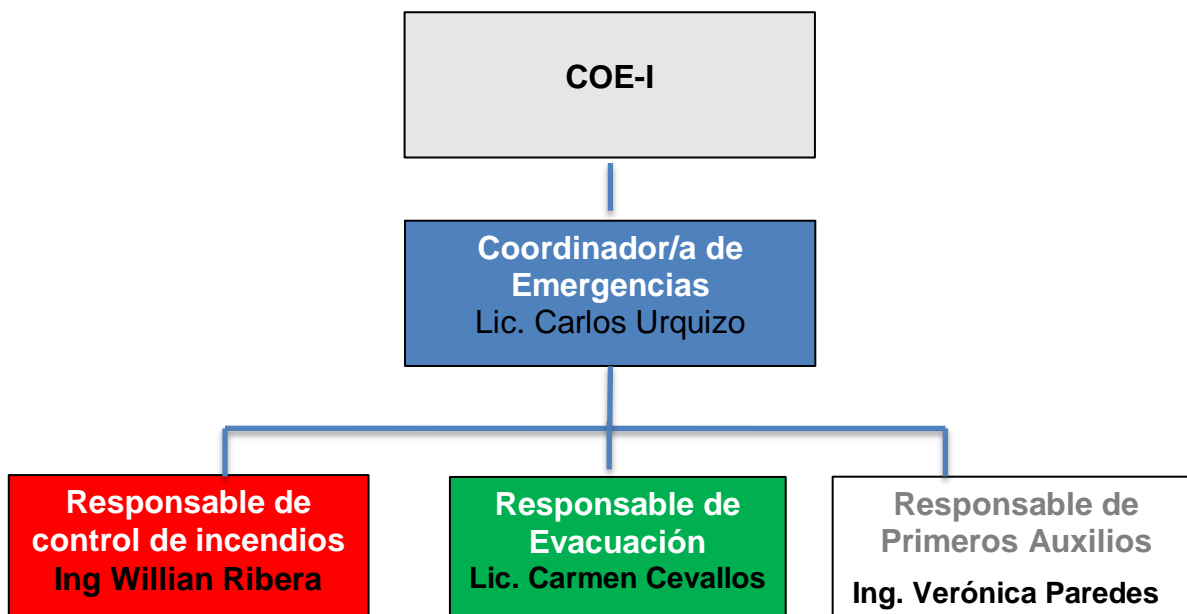 COE-I
Coordinador/a de
Emergencias
Lic. Carlos Urquizo
Responsable de
control de incendios
Ing Willian Ribera
Responsable de
Evacuación
Lic. Carmen Cevallos
Responsable de
Primeros Auxilios
Ing. Verónica Paredes